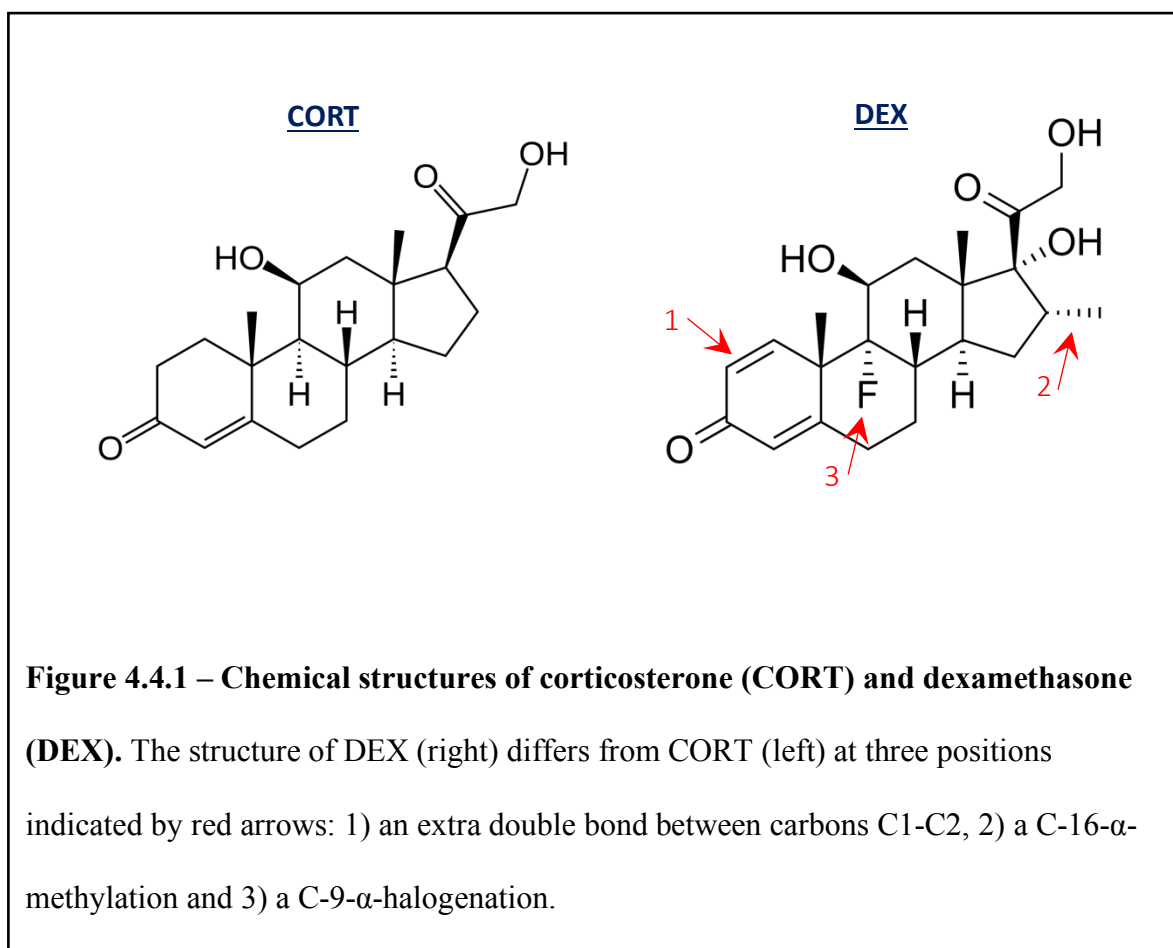 CORT
DEX
O
OH
HO
H
H
H
O
OH
O
OH
HO
H
F
H
O
1
2
3
Figure 4.4.1 – Chemical structures of corticosterone (CORT) and dexamethasone
(DEX). The structure of DEX (right) differs from CORT (left) at three positions
indicated by red arrows: 1) an extra double bond between carbons C1-C2, 2) a C-16-α-
methylation and 3) a C-9-α-halogenation.